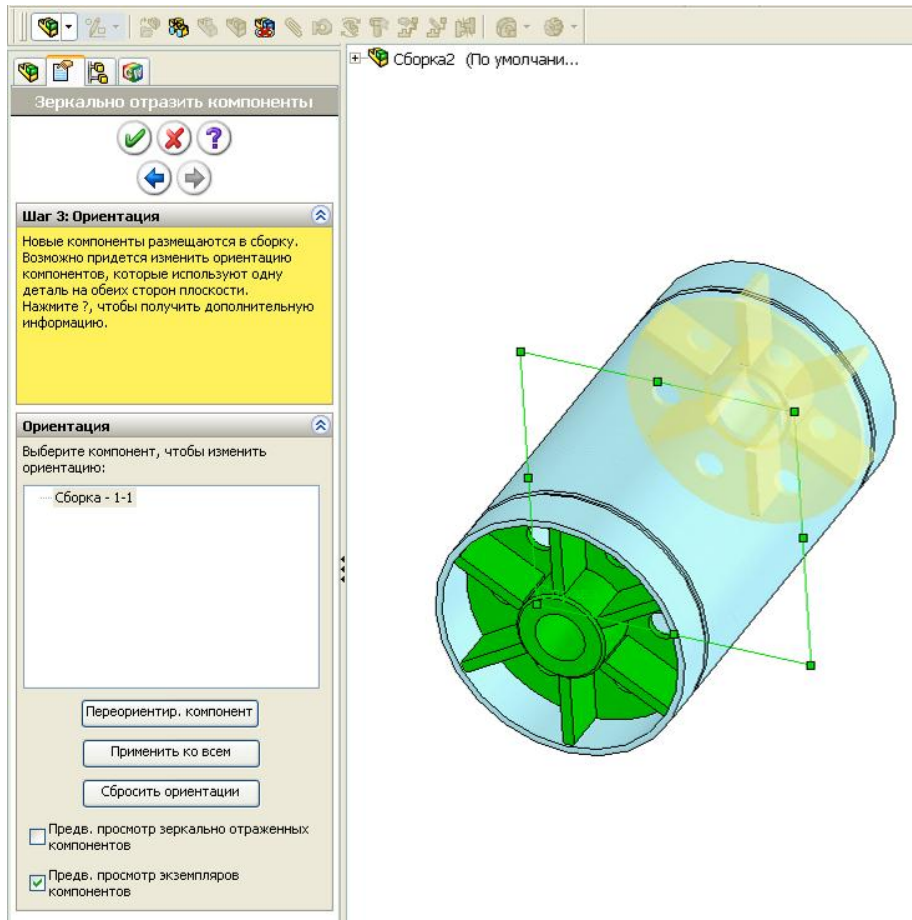 Сборка2 (По умолчани...
Зеркально отразить компоненты
?
Шаг 3: Ориентация
Новые компоненты размещаются в сборку.
Возможно придется изменить ориентацию
компонентов, которые используют одну
деталь на обеих сторон плоскости.
Нажмите ?, чтобы получить дополнительную
информацию.
Ориентация
Выберите компонент, чтобы изменить
ориентацию:
Сборка - 1-1
Переориентир. компонент
Применить ко всем
Сбросить ориентации
Предв. просмотр зеркально отраженных
компонентов
Предв. просмотр экземпляров
компонентов